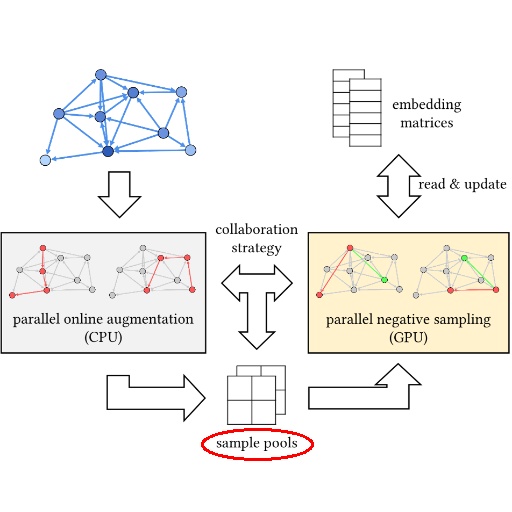 embedding
matrices
read & update
collaboration
strategy
parallel online augmentation
(CPU)
parallel negative sampling
(GPU)
sample pools